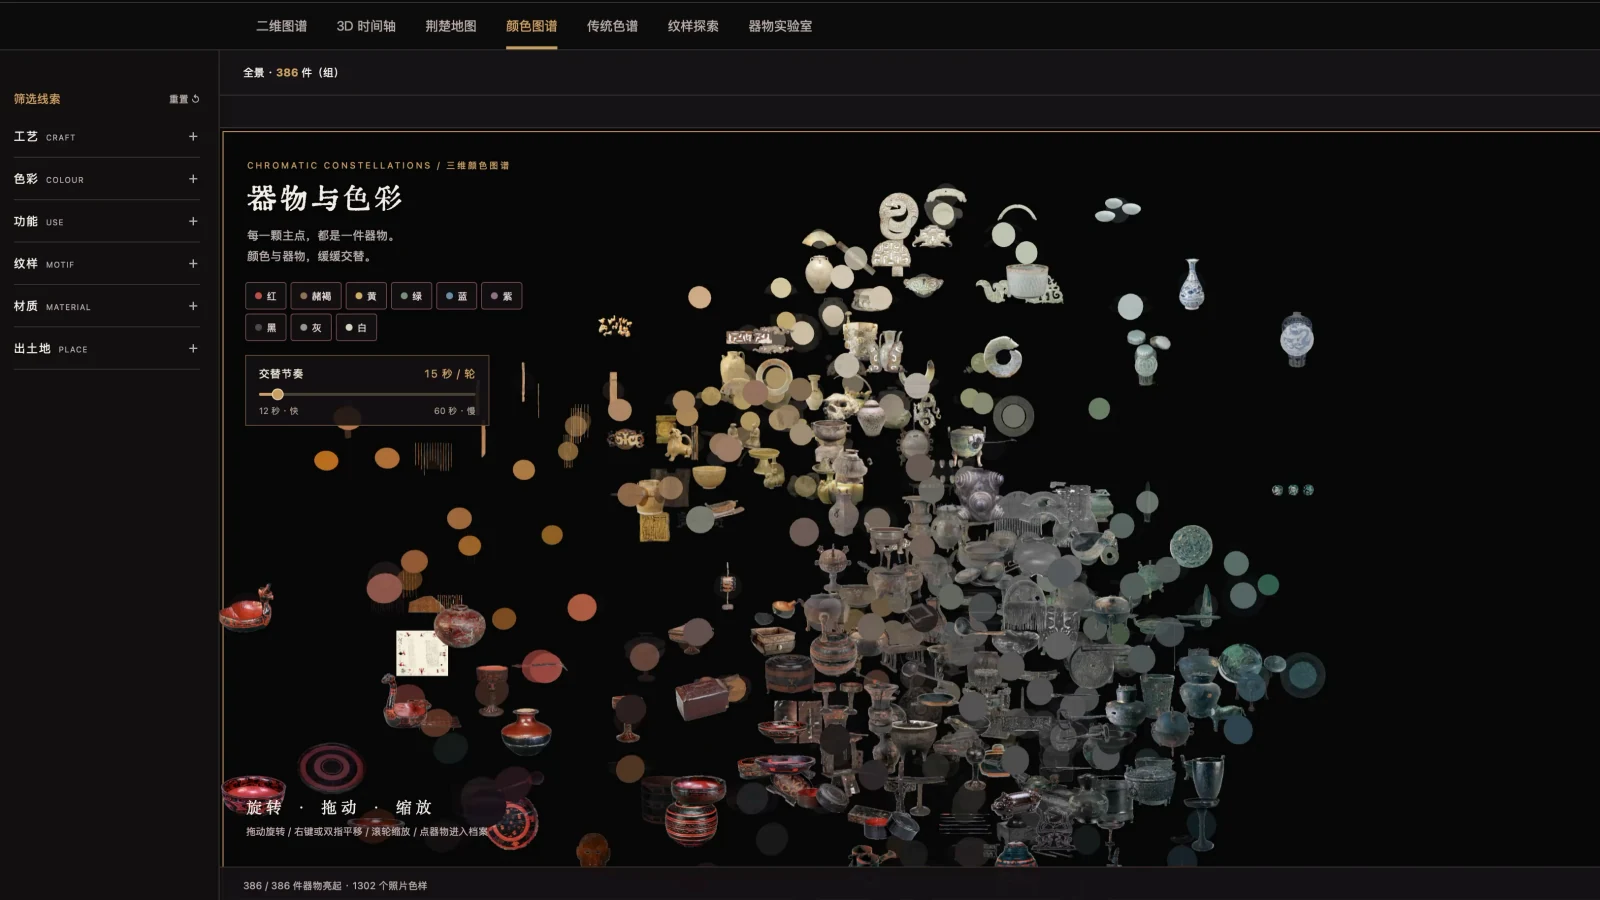 二维图谱 3D 时间轴 荆楚地图 颜色图谱 传统色谱 纹样探索 器物实验室
全景 · 386 件（组）
筛选线索 重置
工艺 CRAFT +
色彩 COLOUR +
功能 USE +
纹样 MOTIF +
材质 MATERIAL +
出土地 PLACE +
CHROMATIC CONSTELLATIONS / 三维颜色图谱
器物与色彩
每一颗主点，都是一件器物。
颜色与器物，缓缓交替。
红 赭褐 黄 绿 蓝 紫
黑 灰 白
交替节奏 15 秒 / 轮
12 秒 · 快 60 秒 · 慢
旋转 · 拖动 · 缩放
拖动旋转 / 右键或双指平移 / 滚轮缩放 / 点器物进入档案
386 / 386 件器物亮起 · 1302 个照片色样